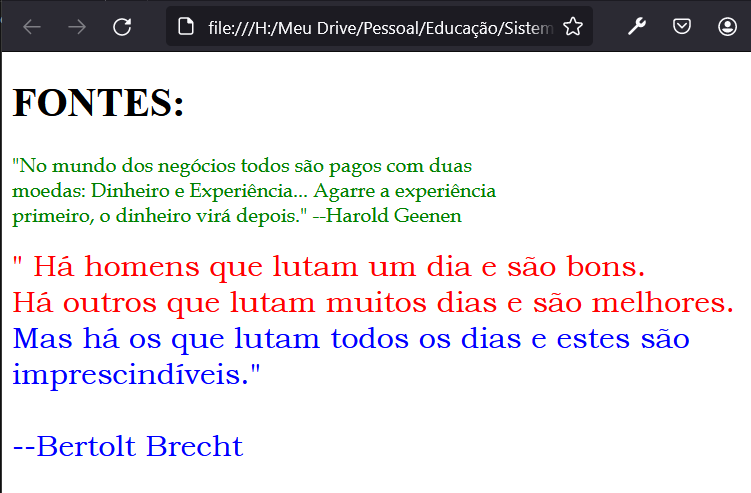 file:///H:/Meu Drive/Pessoal/Educação/Sistem
FONTES:
"No mundo dos negócios todos são pagos com duas
moedas: Dinheiro e Experiência... Agarre a experiência
primeiro, o dinheiro virá depois." --Harold Geenen
" Há homens que lutam um dia e são bons.
Há outros que lutam muitos dias e são melhores.
Mas há os que lutam todos os dias e estes são
imprescindíveis."
--Bertolt Brecht